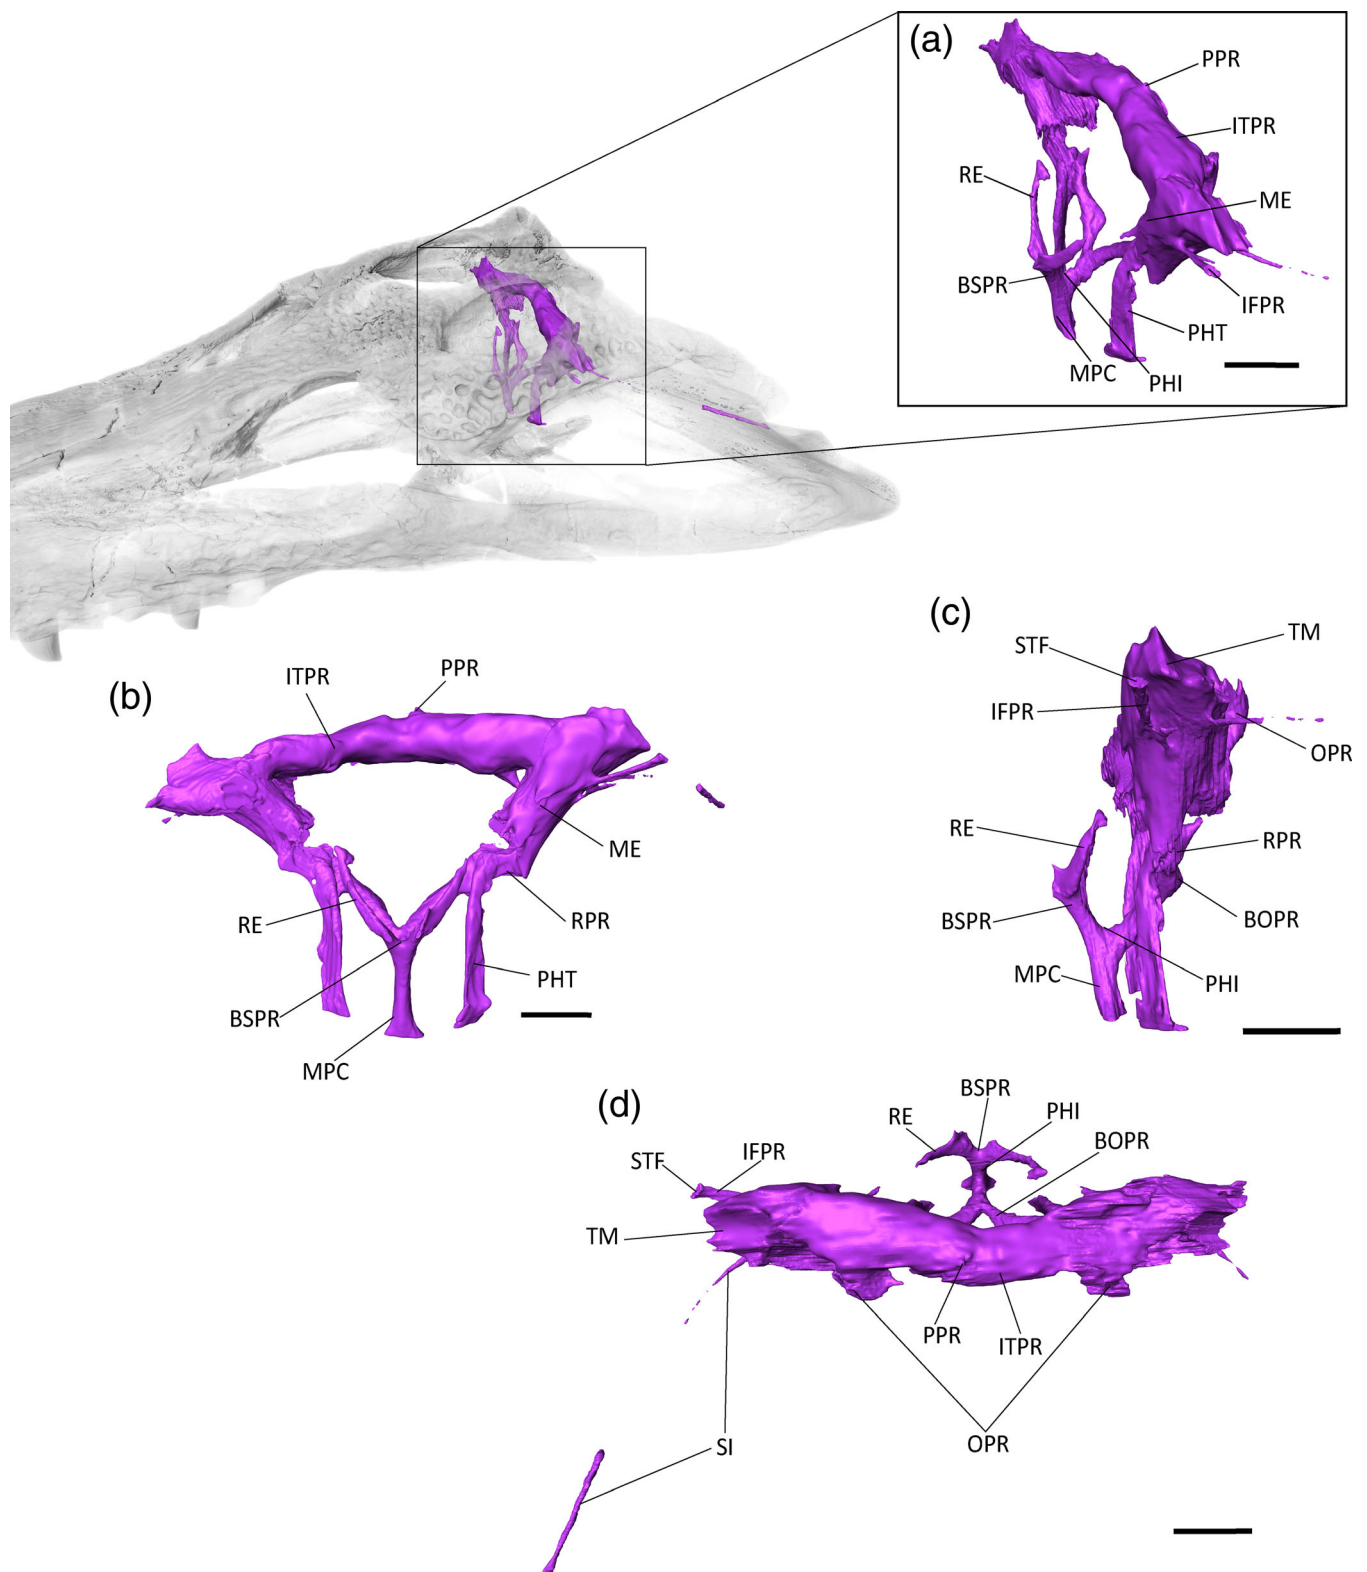 (a)
PPR
ITPR
RE
ME
BSPR
IFPR
PHT
MPC
PHI
(b)
ITPR
PPR
ME
RE
RPR
PHT
BSPR
MPC
(c)
STF
TM
IFPR
OPR
RE
RPR
BSPR
BOPR
MPC
PHI
(d)
BSPR
RE
PHI
STF
IFPR
BOPR
TM
PPR
ITPR
SI
OPR